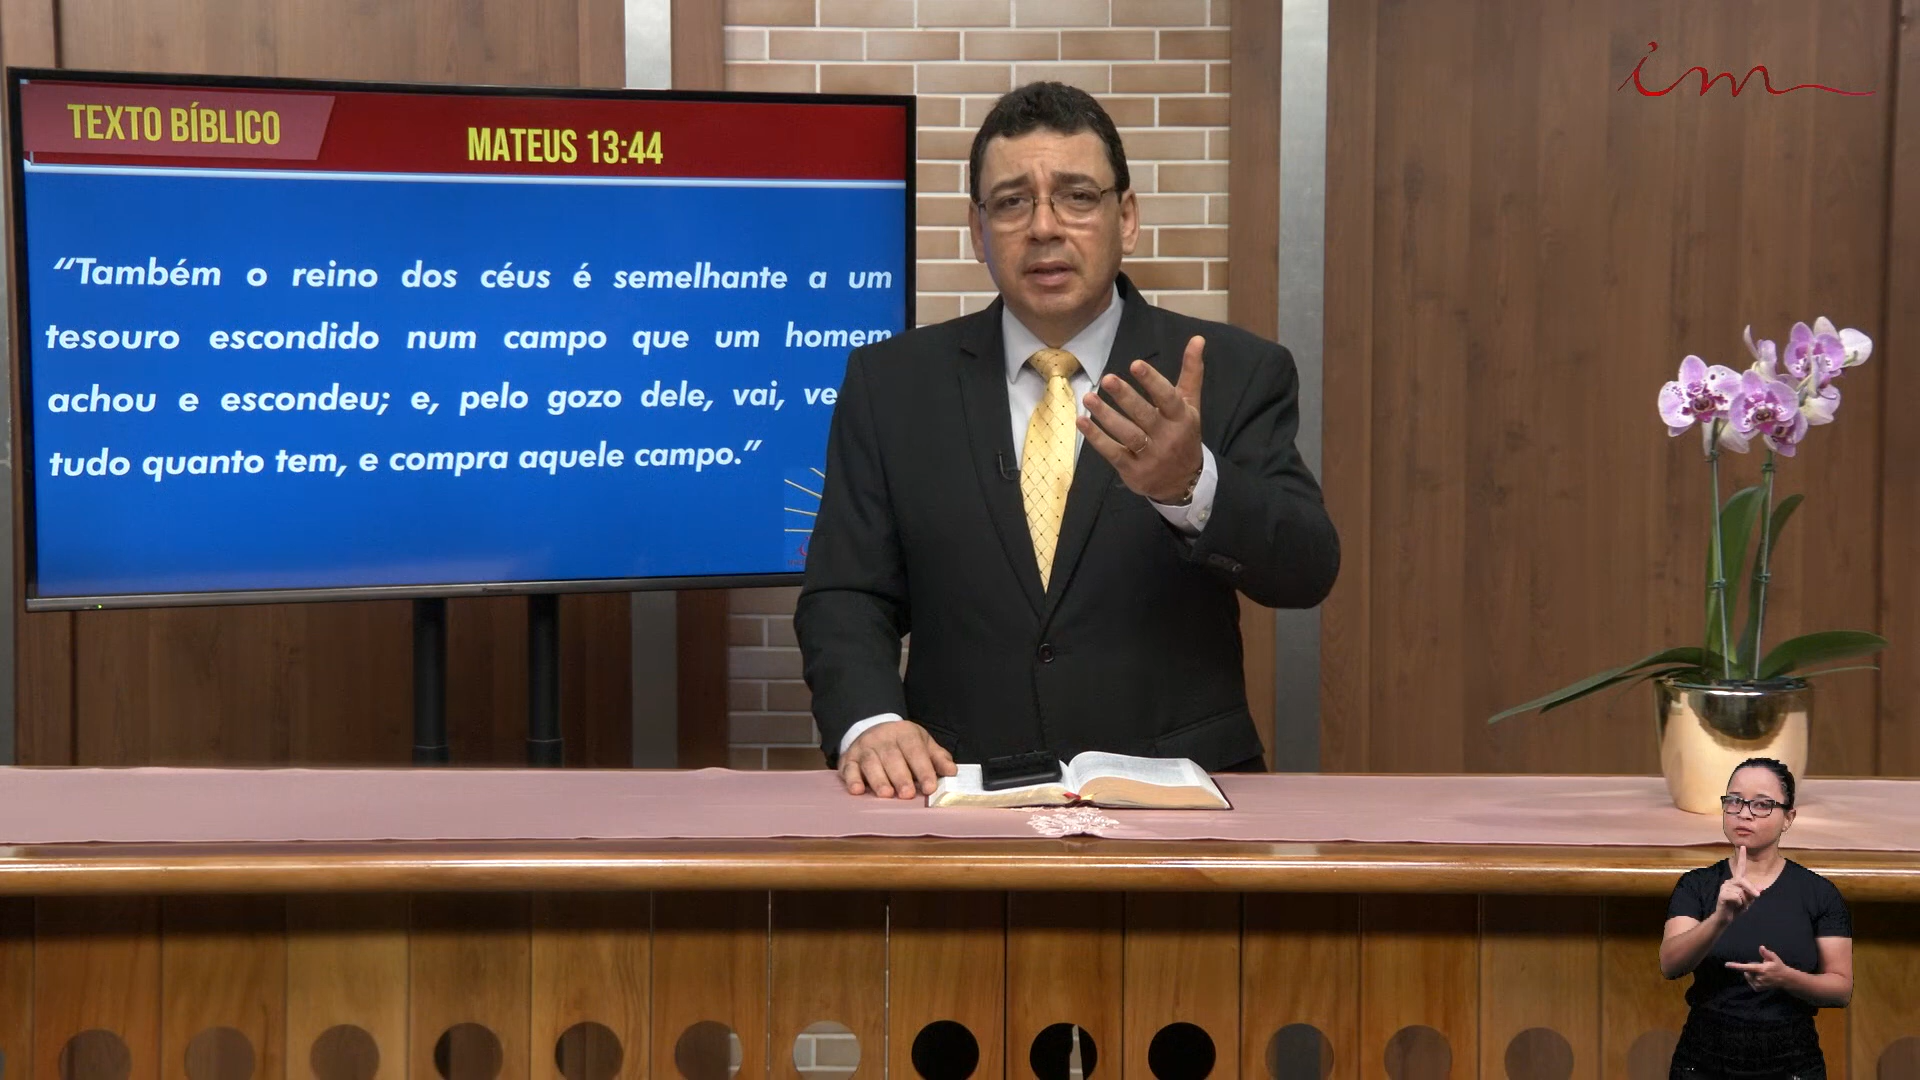 TEXTO BÍBLICO
MATEUS 13:44
“Também o reino dos céus é semelhante a um
tesouro escondido num campo que um homem
achou e escondeu; e, pelo gozo dele, vai,
tudo quanto tem, e compra aquele campo.”
im